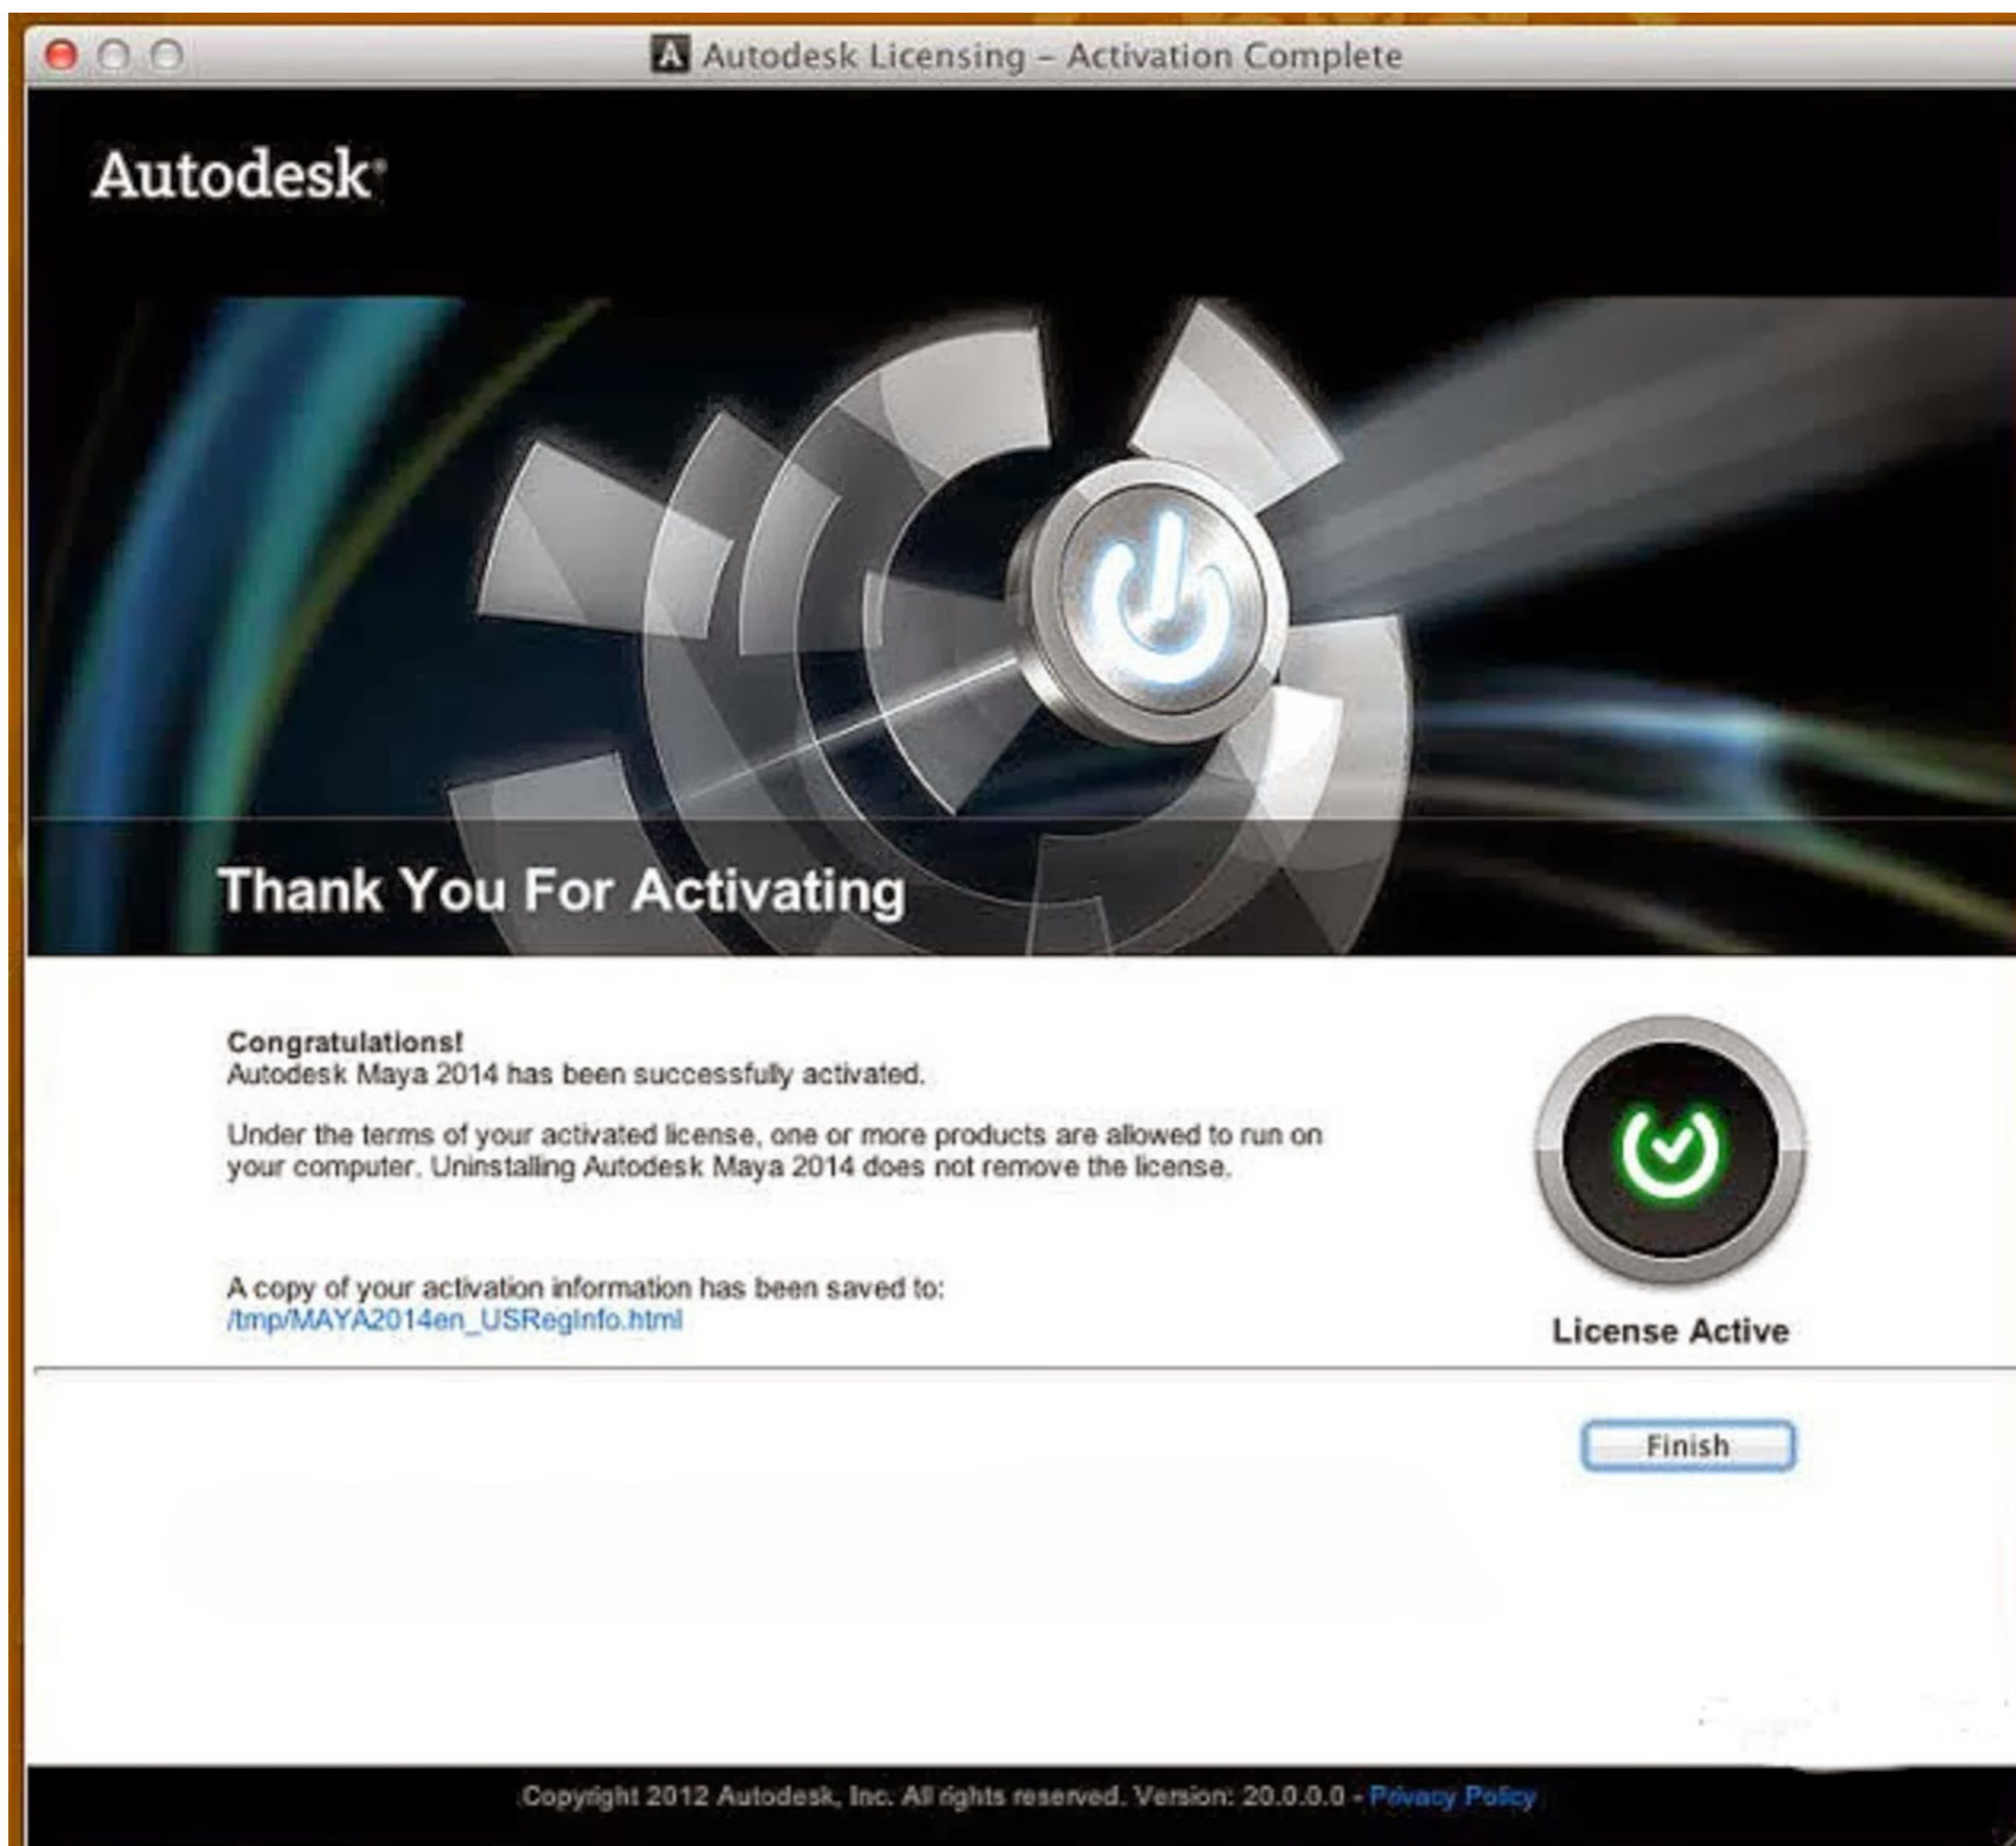 Autodesk Licensing – Activation Complete
Autodesk®
Thank You For Activating
Congratulations!
Autodesk Maya 2014 has been successfully activated.
Under the terms of your activated license, one or more products are allowed to run on
your computer. Uninstalling Autodesk Maya 2014 does not remove the license.
A copy of your activation information has been saved to:
/tmp/MAYA2014en_USRegInfo.html
License Active
Finish
Copyright 2012 Autodesk, Inc. All rights reserved. Version: 20.0.0.0 - Privacy Policy